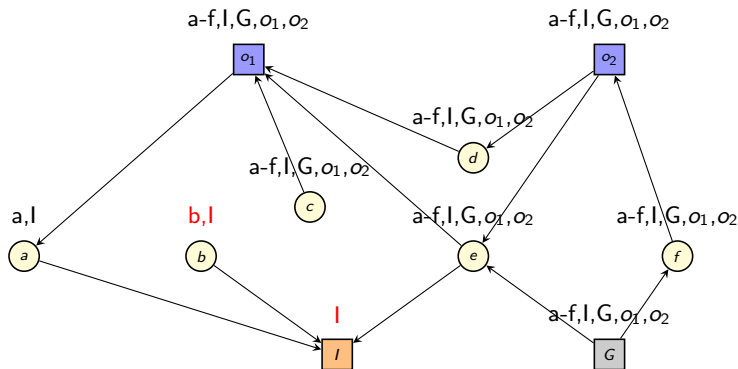 a–f,I,G,o₁,o₂
a–f,I,G,o₁,o₂
o₁
o₂
a–f,I,G,o₁,o₂
d
a–f,I,G,o₁,o₂
c
a,I
b,I
a–f,I,G,o₁,o₂
a–f,I,G,o₁,o₂
a
b
e
f
I
a–f,I,G,o₁,o₂
I
G